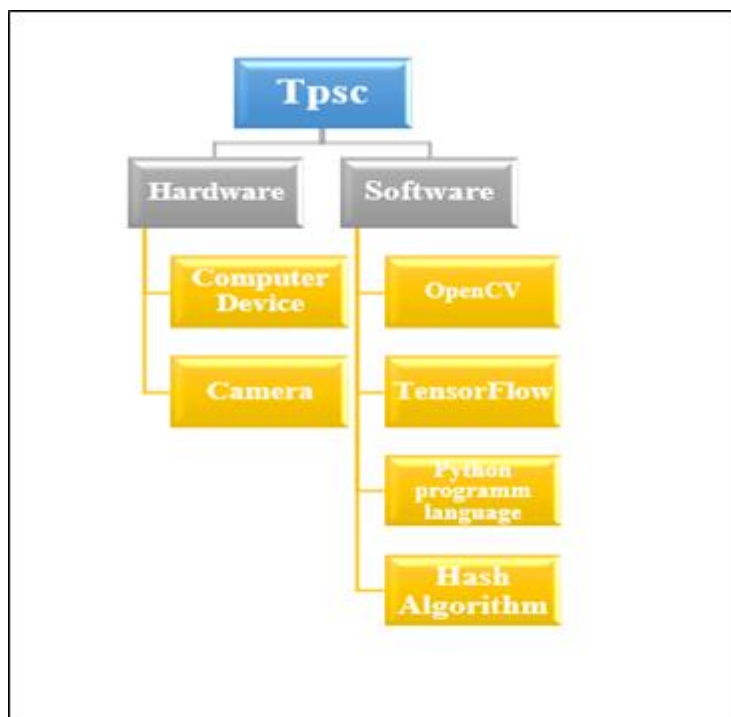 Tpsc
Hardware
Software
Computer
Device
Camera
OpenCV
TensorFlow
Python
programm
language
Hash
Algorithm